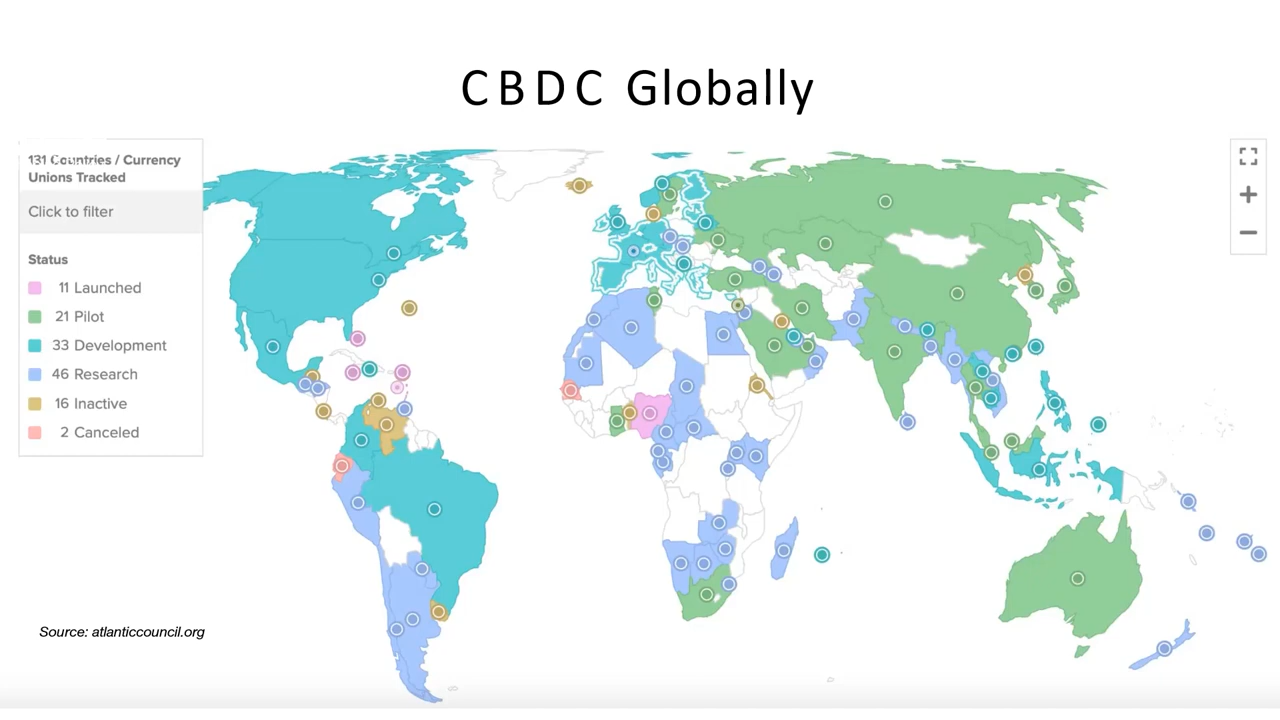 CBDC Globally
131 Countries / Currency
Unions Tracked
Click to filter
Status
11 Launched
21 Pilot
33 Development
46 Research
16 Inactive
2 Canceled
Source: atlanticcouncil.org